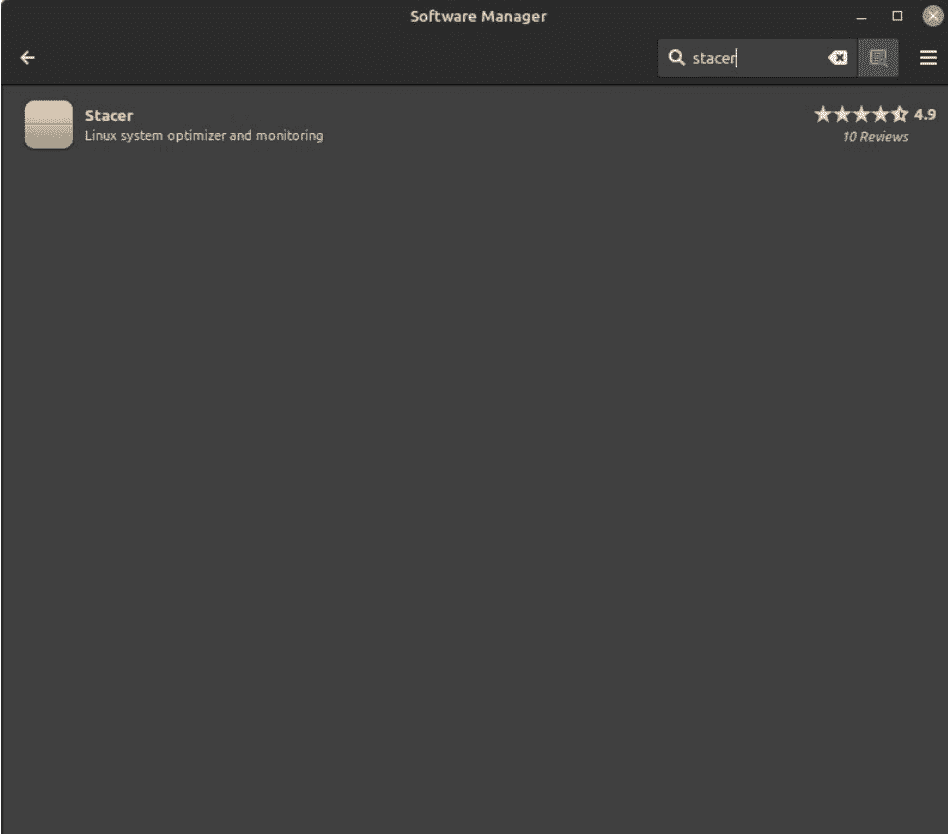 Software Manager
stacer
Stacer
4.9
Linux system optimizer and monitoring
10 Reviews